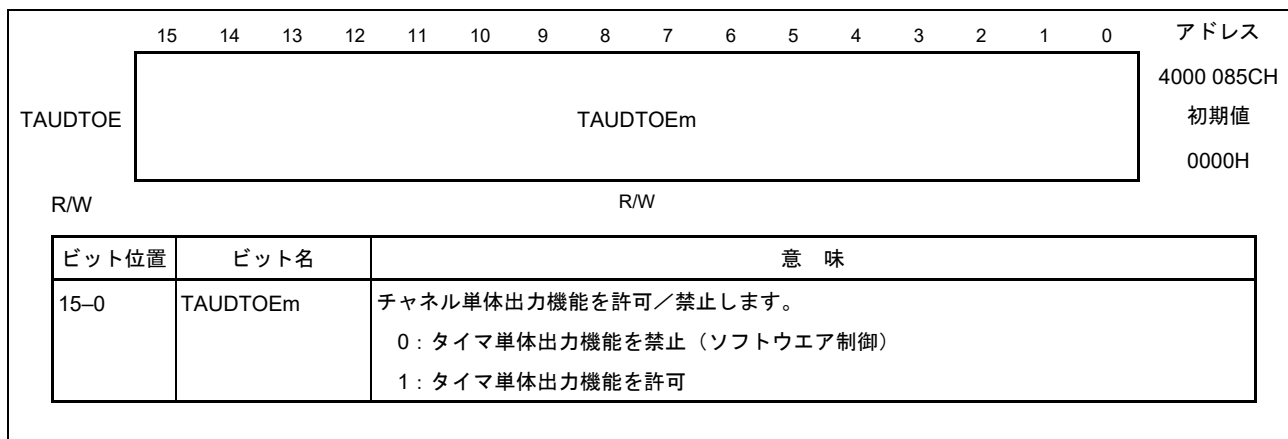 15 14 13 12 11 10 9 8 7 6 5 4 3 2 1 0 アドレス
4000 085CH
TAUDTOE TAUDTOEm 初期値
0000H
R/W R/W
ビット位置 ビット名 意 味
15–0 TAUDTOEm チャネル単体出力機能を許可／禁止します。
0：タイマ単体出力機能を禁止（ソフトウエア制御）
1：タイマ単体出力機能を許可